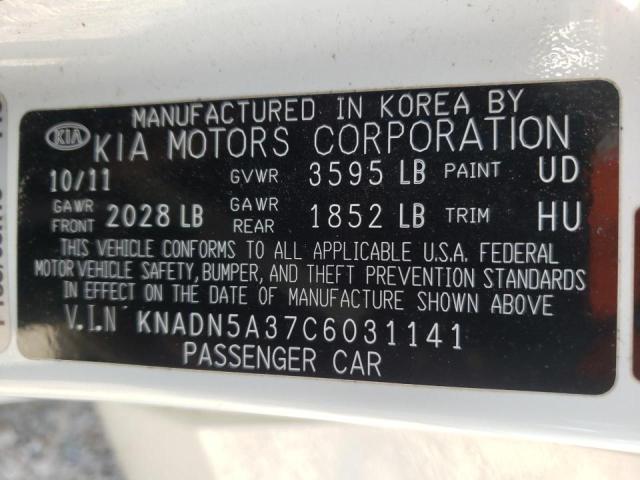 MANUFACTURED IN KOREA BY
KIA KIA MOTORS CORPORATION
10/11 GVWR 3595 LB PAINT UD
GAWR FRONT 2028 LB GAWR REAR 1852 LB TRIM HU
THIS VEHICLE CONFORMS TO ALL APPLICABLE U.S.A. FEDERAL
MOTOR VEHICLE SAFETY, BUMPER, AND THEFT PREVENTION STANDARDS
IN EFFECT ON THE DATE OF MANUFACTURE SHOWN ABOVE
V.I.N KNADN5A37C6031141
PASSENGER CAR